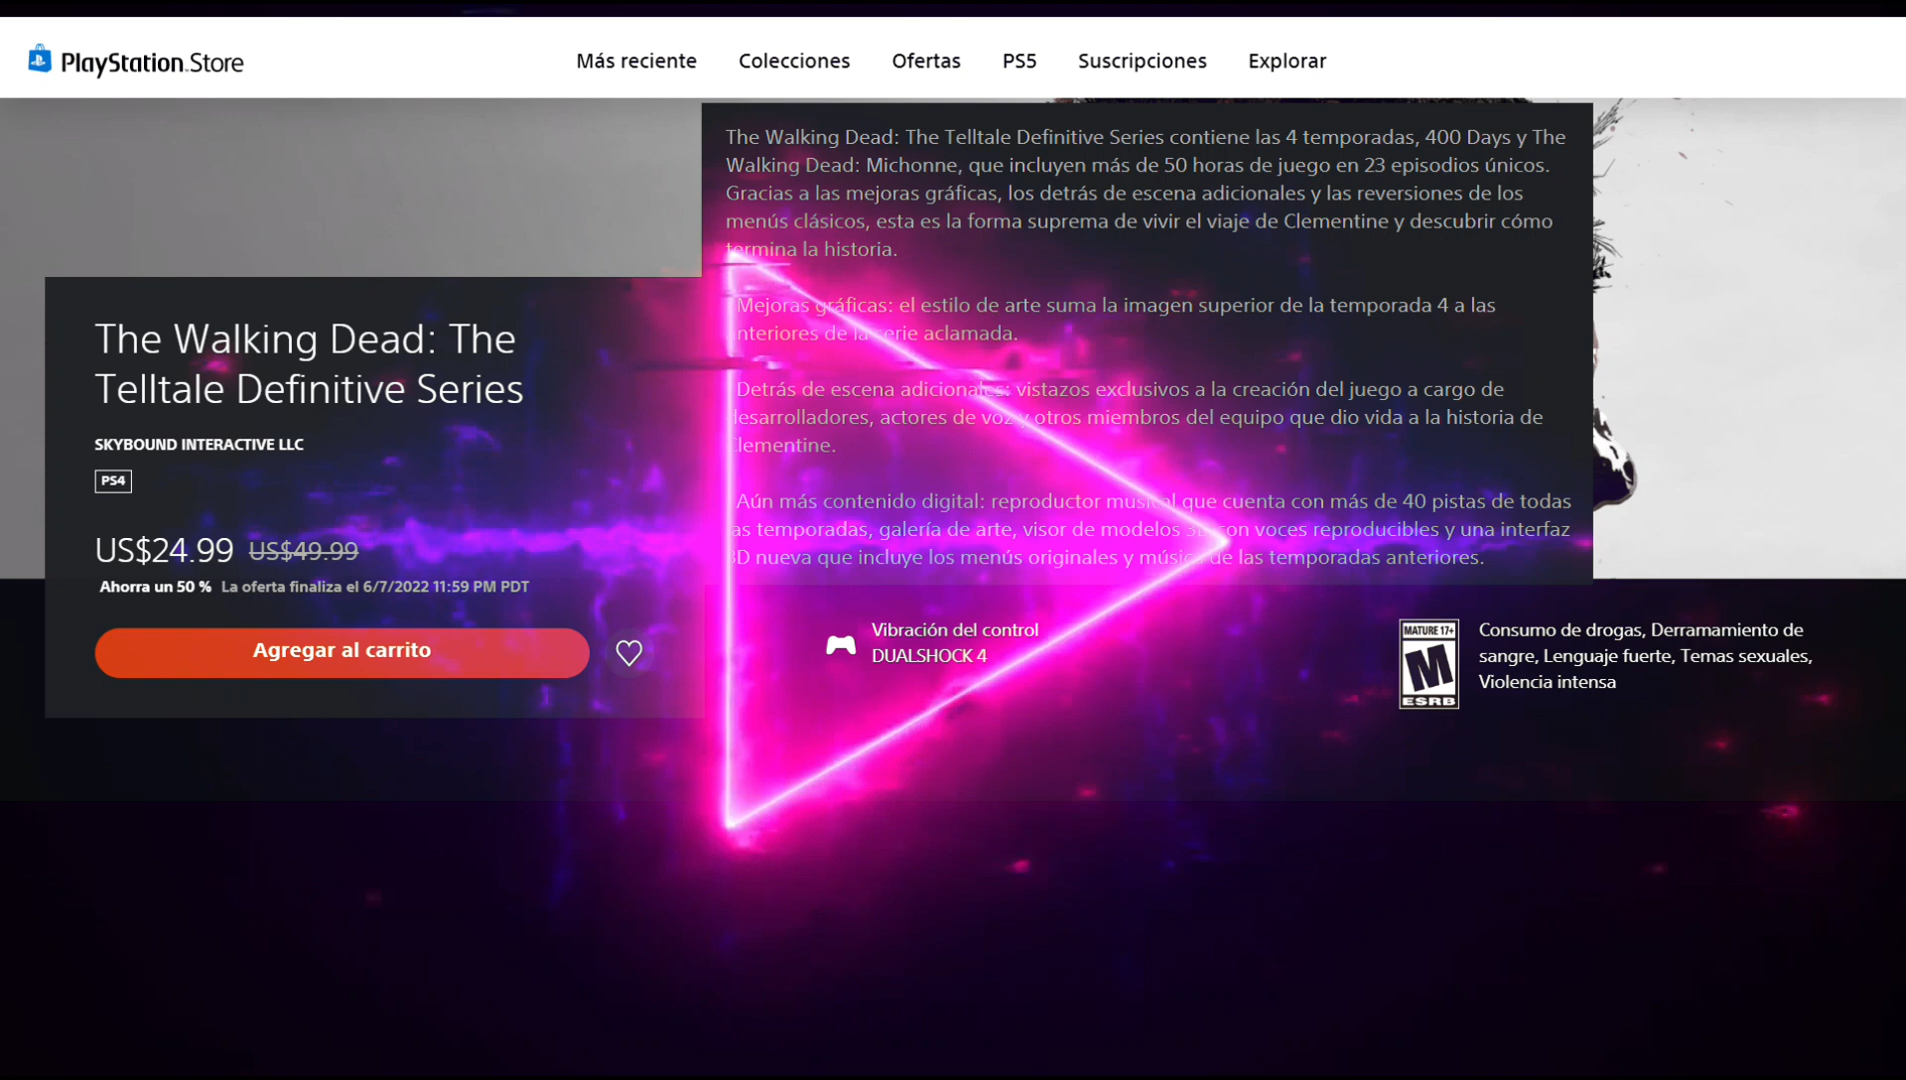 PlayStation Store
Más reciente
Colecciones
Ofertas
PS5
Suscripciones
Explorar
The Walking Dead: The Telltale Definitive Series contiene las 4 temporadas, 400 Days y The
Walking Dead: Michonne, que incluyen más de 50 horas de juego en 23 episodios únicos.
Gracias a las mejoras gráficas, los detrás de escena adicionales y las reversiones de los
menús clásicos, esta es la forma suprema de vivir el viaje de Clementine y descubrir cómo
termina la historia.
Mejoras gráficas: el estilo de arte suma la imagen superior de la temporada 4 a las
anteriores de la serie aclamada.
Detrás de escena adicionales: vistazos exclusivos a la creación del juego a cargo de
desarrolladores, actores de voz y otros miembros del equipo que dio vida a la historia de
Clementine.
Aún más contenido digital: reproductor musical que cuenta con más de 40 pistas de todas
las temporadas, galería de arte, visor de modelos 3D con voces reproducibles y una interfaz
3D nueva que incluye los menús originales y música de las temporadas anteriores.
The Walking Dead: The
Telltale Definitive Series
SKYBOUND INTERACTIVE LLC
PS4
US$24.99 US$49.99
Ahorra un 50 % La oferta finaliza el 6/7/2022 11:59 PM PDT
Agregar al carrito
Vibración del control
DUALSHOCK 4
MATURE 17+
M
ESRB
Consumo de drogas, Derramamiento de
sangre, Lenguaje fuerte, Temas sexuales,
Violencia intensa